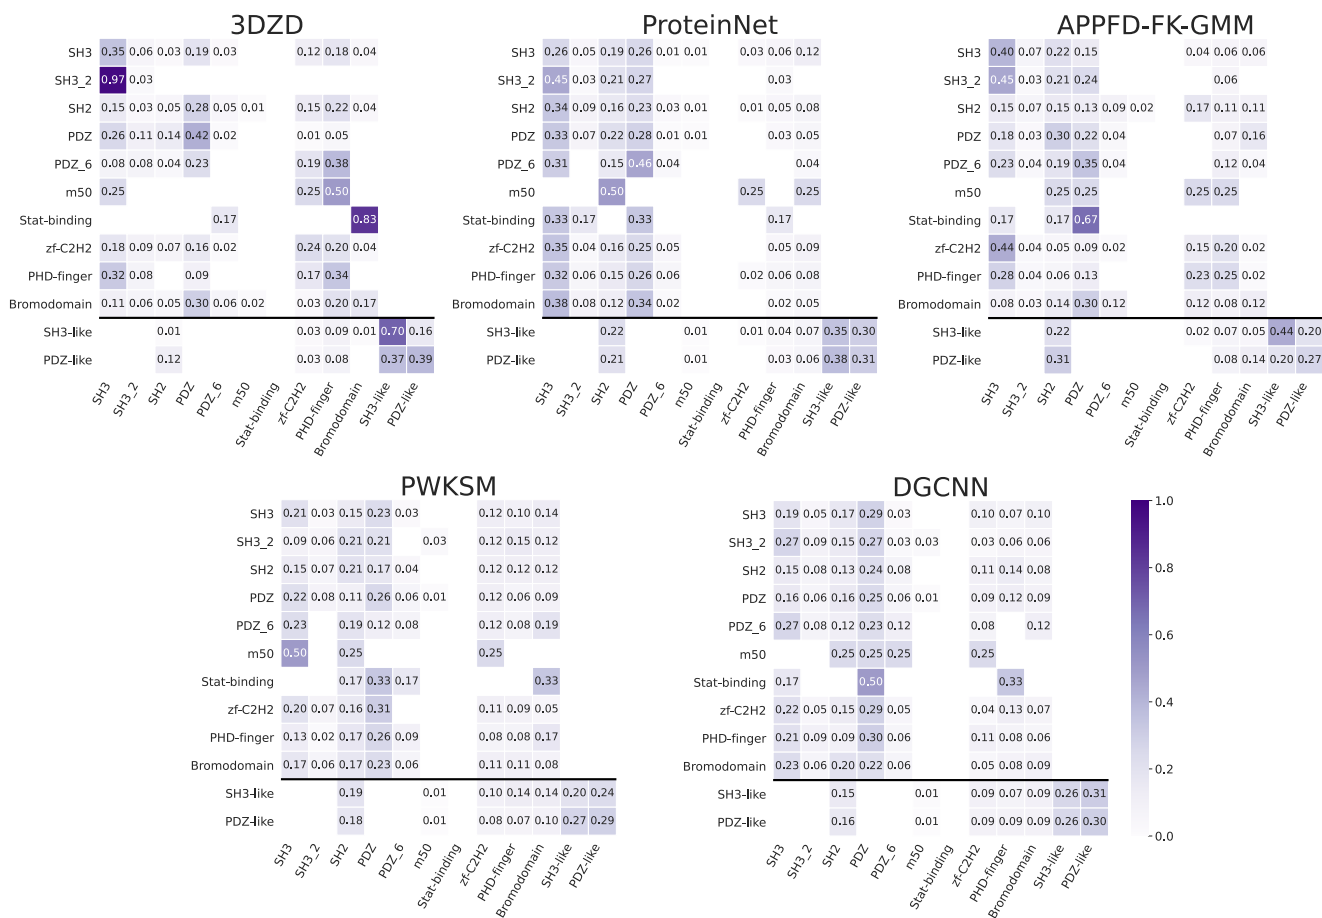 3DZD
SH3 0.35 0.06 0.03 0.19 0.03 0.12 0.18 0.04
SH3_2 0.97 0.03
SH2 0.15 0.03 0.05 0.28 0.05 0.01 0.15 0.22 0.04
PDZ 0.26 0.11 0.14 0.42 0.02 0.01 0.05
PDZ_6 0.08 0.08 0.04 0.23 0.19 0.38
m50 0.25 0.25 0.50
Stat-binding 0.17 0.83
zf-C2H2 0.18 0.09 0.07 0.16 0.02 0.24 0.20 0.04
PHD-finger 0.32 0.08 0.09 0.17 0.34
Bromodomain 0.11 0.06 0.05 0.30 0.06 0.02 0.03 0.20 0.17
SH3-like 0.01 0.03 0.09 0.01 0.70 0.16
PDZ-like 0.12 0.03 0.08 0.37 0.39
SH3 SH3_2 SH2 PDZ PDZ_6 m50 Stat-binding zf-C2H2 PHD-finger Bromodomain SH3-like PDZ-like
ProteinNet
SH3 0.26 0.05 0.19 0.26 0.01 0.01 0.03 0.06 0.12
SH3_2 0.45 0.03 0.21 0.27 0.03
SH2 0.34 0.09 0.16 0.23 0.03 0.01 0.01 0.05 0.08
PDZ 0.33 0.07 0.22 0.28 0.01 0.01 0.03 0.05
PDZ_6 0.31 0.15 0.46 0.04 0.04
m50 0.50 0.25 0.25
Stat-binding 0.33 0.17 0.33 0.17
zf-C2H2 0.35 0.04 0.16 0.25 0.05 0.05 0.09
PHD-finger 0.32 0.06 0.15 0.26 0.06 0.02 0.06 0.08
Bromodomain 0.38 0.08 0.12 0.34 0.02 0.02 0.05
SH3-like 0.22 0.01 0.01 0.04 0.07 0.35 0.30
PDZ-like 0.21 0.01 0.03 0.06 0.38 0.31
SH3 SH3_2 SH2 PDZ PDZ_6 m50 Stat-binding zf-C2H2 PHD-finger Bromodomain SH3-like PDZ-like
APPFD-FK-GMM
SH3 0.40 0.07 0.22 0.15 0.04 0.06 0.06
SH3_2 0.45 0.03 0.21 0.24 0.06
SH2 0.15 0.07 0.15 0.13 0.09 0.02 0.17 0.11 0.11
PDZ 0.18 0.03 0.30 0.22 0.04 0.07 0.16
PDZ_6 0.23 0.04 0.19 0.35 0.04 0.12 0.04
m50 0.25 0.25 0.25 0.25
Stat-binding 0.17 0.17 0.67
zf-C2H2 0.44 0.04 0.05 0.09 0.02 0.15 0.20 0.02
PHD-finger 0.28 0.04 0.06 0.13 0.23 0.25 0.02
Bromodomain 0.08 0.03 0.14 0.30 0.12 0.12 0.08 0.12
SH3-like 0.22 0.02 0.07 0.05 0.44 0.20
PDZ-like 0.31 0.08 0.14 0.20 0.27
SH3 SH3_2 SH2 PDZ PDZ_6 m50 Stat-binding zf-C2H2 PHD-finger Bromodomain SH3-like PDZ-like
PWKSM
SH3 0.21 0.03 0.15 0.23 0.03 0.12 0.10 0.14
SH3_2 0.09 0.06 0.21 0.21 0.03 0.12 0.15 0.12
SH2 0.15 0.07 0.21 0.17 0.04 0.12 0.12 0.12
PDZ 0.22 0.08 0.11 0.26 0.06 0.01 0.12 0.06 0.09
PDZ_6 0.23 0.19 0.12 0.08 0.12 0.08 0.19
m50 0.50 0.25 0.25
Stat-binding 0.17 0.33 0.17 0.33
zf-C2H2 0.20 0.07 0.16 0.31 0.11 0.09 0.05
PHD-finger 0.13 0.02 0.17 0.26 0.09 0.08 0.08 0.17
Bromodomain 0.17 0.06 0.17 0.23 0.06 0.11 0.11 0.08
SH3-like 0.19 0.01 0.10 0.14 0.14 0.20 0.24
PDZ-like 0.18 0.01 0.08 0.07 0.10 0.27 0.29
SH3 SH3_2 SH2 PDZ PDZ_6 m50 Stat-binding zf-C2H2 PHD-finger Bromodomain SH3-like PDZ-like
DGCNN
SH3 0.19 0.05 0.17 0.29 0.03 0.10 0.07 0.10
SH3_2 0.27 0.09 0.15 0.27 0.03 0.03 0.03 0.06 0.06
SH2 0.15 0.08 0.13 0.24 0.08 0.11 0.14 0.08
PDZ 0.16 0.06 0.16 0.25 0.06 0.01 0.09 0.12 0.09
PDZ_6 0.27 0.08 0.12 0.23 0.12 0.08 0.12
m50 0.25 0.25 0.25 0.25
Stat-binding 0.17 0.50 0.33
zf-C2H2 0.22 0.05 0.15 0.29 0.05 0.04 0.13 0.07
PHD-finger 0.21 0.09 0.09 0.30 0.06 0.11 0.08 0.06
Bromodomain 0.23 0.06 0.20 0.22 0.06 0.05 0.08 0.09
SH3-like 0.15 0.01 0.09 0.07 0.09 0.26 0.31
PDZ-like 0.16 0.01 0.09 0.09 0.09 0.26 0.30
SH3 SH3_2 SH2 PDZ PDZ_6 m50 Stat-binding zf-C2H2 PHD-finger Bromodomain SH3-like PDZ-like
1.0
0.8
0.6
0.4
0.2
0.0